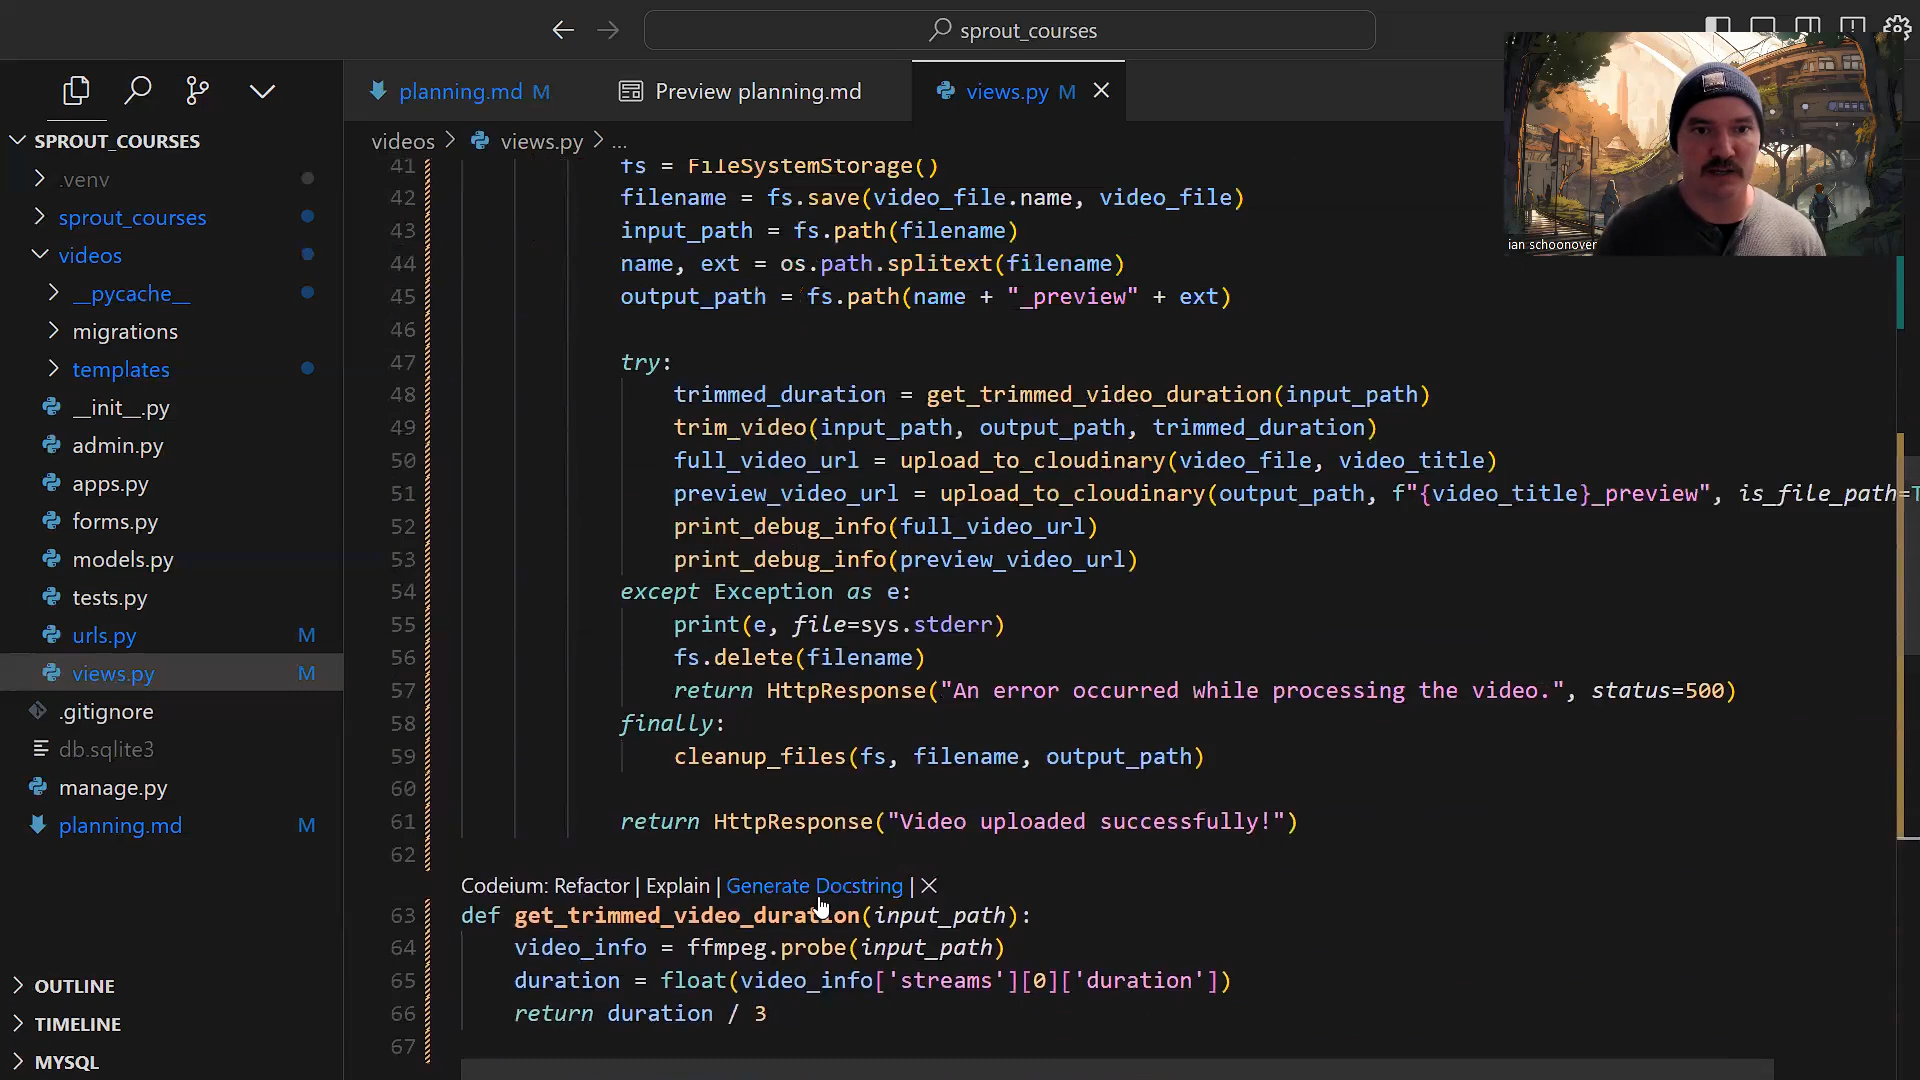 sprout_courses
planning.md M
Preview planning.md
views.py M
SPROUT_COURSES
.venv
sprout_courses
videos
__pycache__
migrations
templates
__init__.py
admin.py
apps.py
forms.py
models.py
tests.py
urls.py M
views.py M
.gitignore
db.sqlite3
manage.py
planning.md M
OUTLINE
TIMELINE
MYSQL
videos > views.py > ...
41 fs = FileSystemStorage()
42 filename = fs.save(video_file.name, video_file)
43 input_path = fs.path(filename)
44 name, ext = os.path.splitext(filename)
45 output_path = fs.path(name + "_preview" + ext)
46
47 try:
48 trimmed_duration = get_trimmed_video_duration(input_path)
49 trim_video(input_path, output_path, trimmed_duration)
50 full_video_url = upload_to_cloudinary(video_file, video_title)
51 preview_video_url = upload_to_cloudinary(output_path, f"{video_title}_preview", is_file_path=T
52 print_debug_info(full_video_url)
53 print_debug_info(preview_video_url)
54 except Exception as e:
55 print(e, file=sys.stderr)
56 fs.delete(filename)
57 return HttpResponse("An error occurred while processing the video.", status=500)
58 finally:
59 cleanup_files(fs, filename, output_path)
60
61 return HttpResponse("Video uploaded successfully!")
62
Codeium: Refactor | Explain | Generate Docstring | ×
63 def get_trimmed_video_duration(input_path):
64 video_info = ffmpeg.probe(input_path)
65 duration = float(video_info['streams'][0]['duration'])
66 return duration / 3
67
ian schoonover